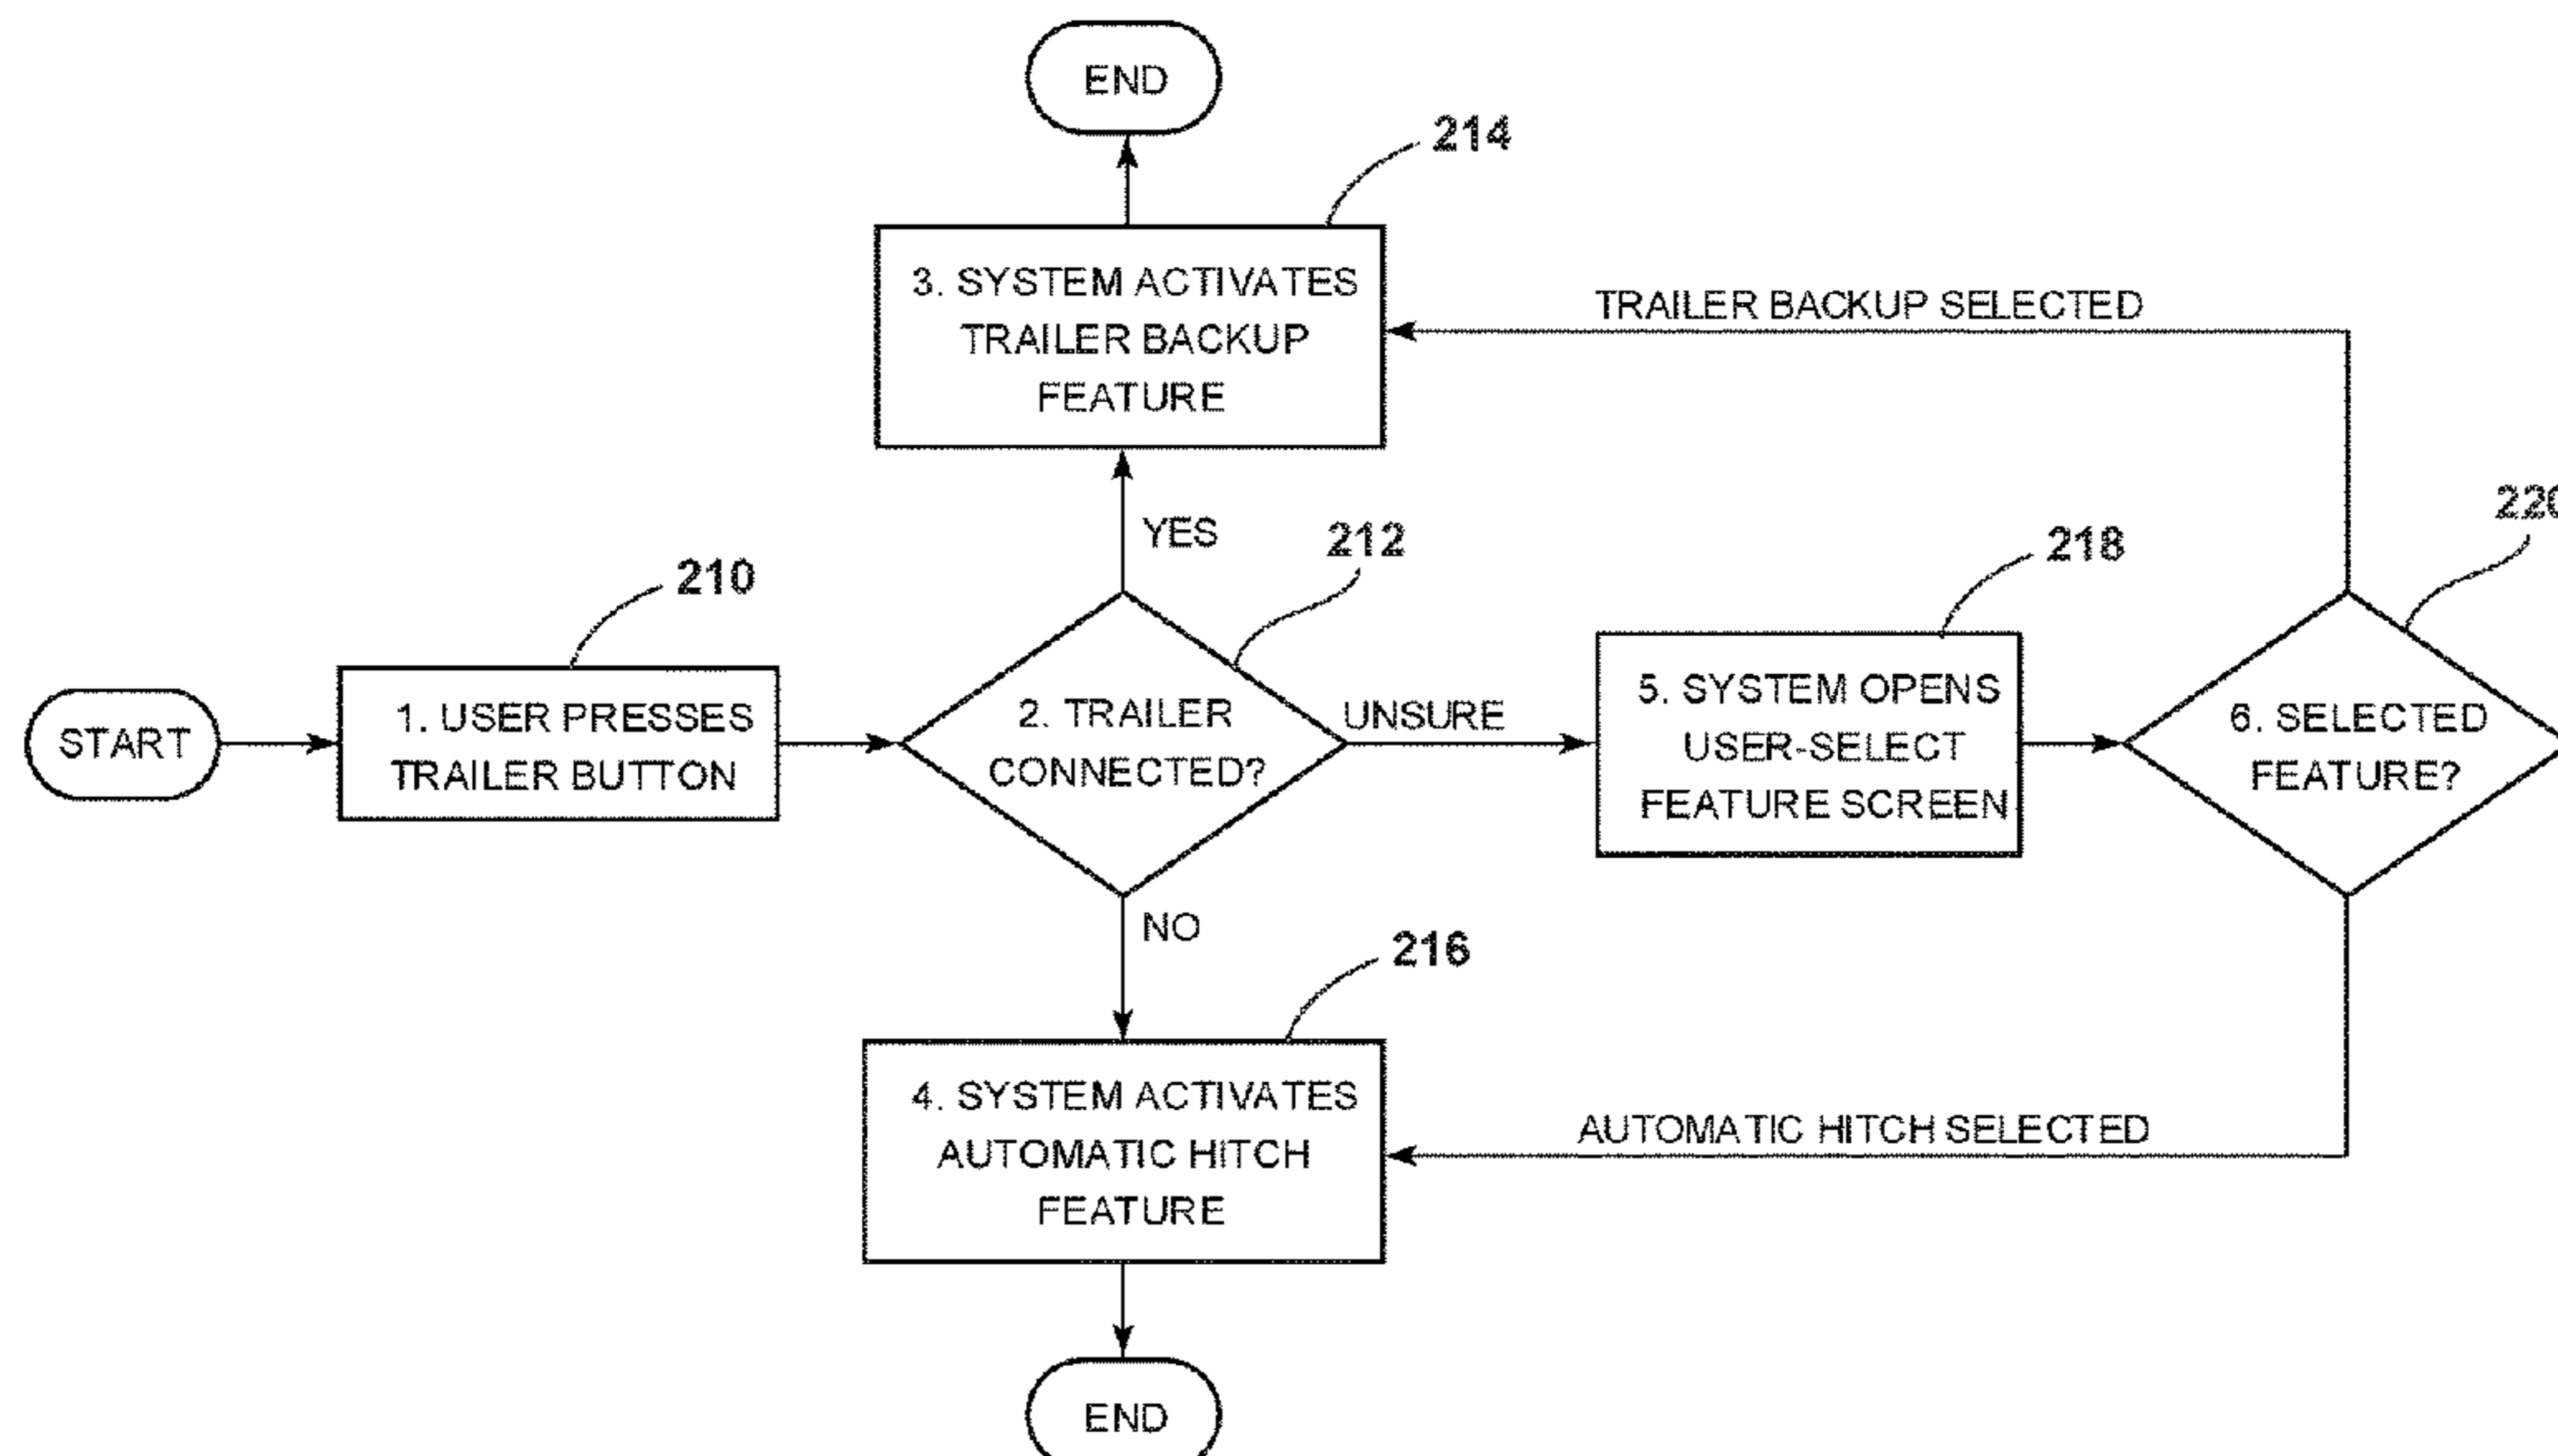 END
214
3. SYSTEM ACTIVATES
TRAILER BACKUP
FEATURE
TRAILER BACKUP SELECTED
YES
212
218
220
210
START
1. USER PRESSES
TRAILER BUTTON
2. TRAILER
CONNECTED?
UNSURE
5. SYSTEM OPENS
USER-SELECT
FEATURE SCREEN
6. SELECTED
FEATURE?
NO
216
4. SYSTEM ACTIVATES
AUTOMATIC HITCH
FEATURE
AUTOMATIC HITCH SELECTED
END